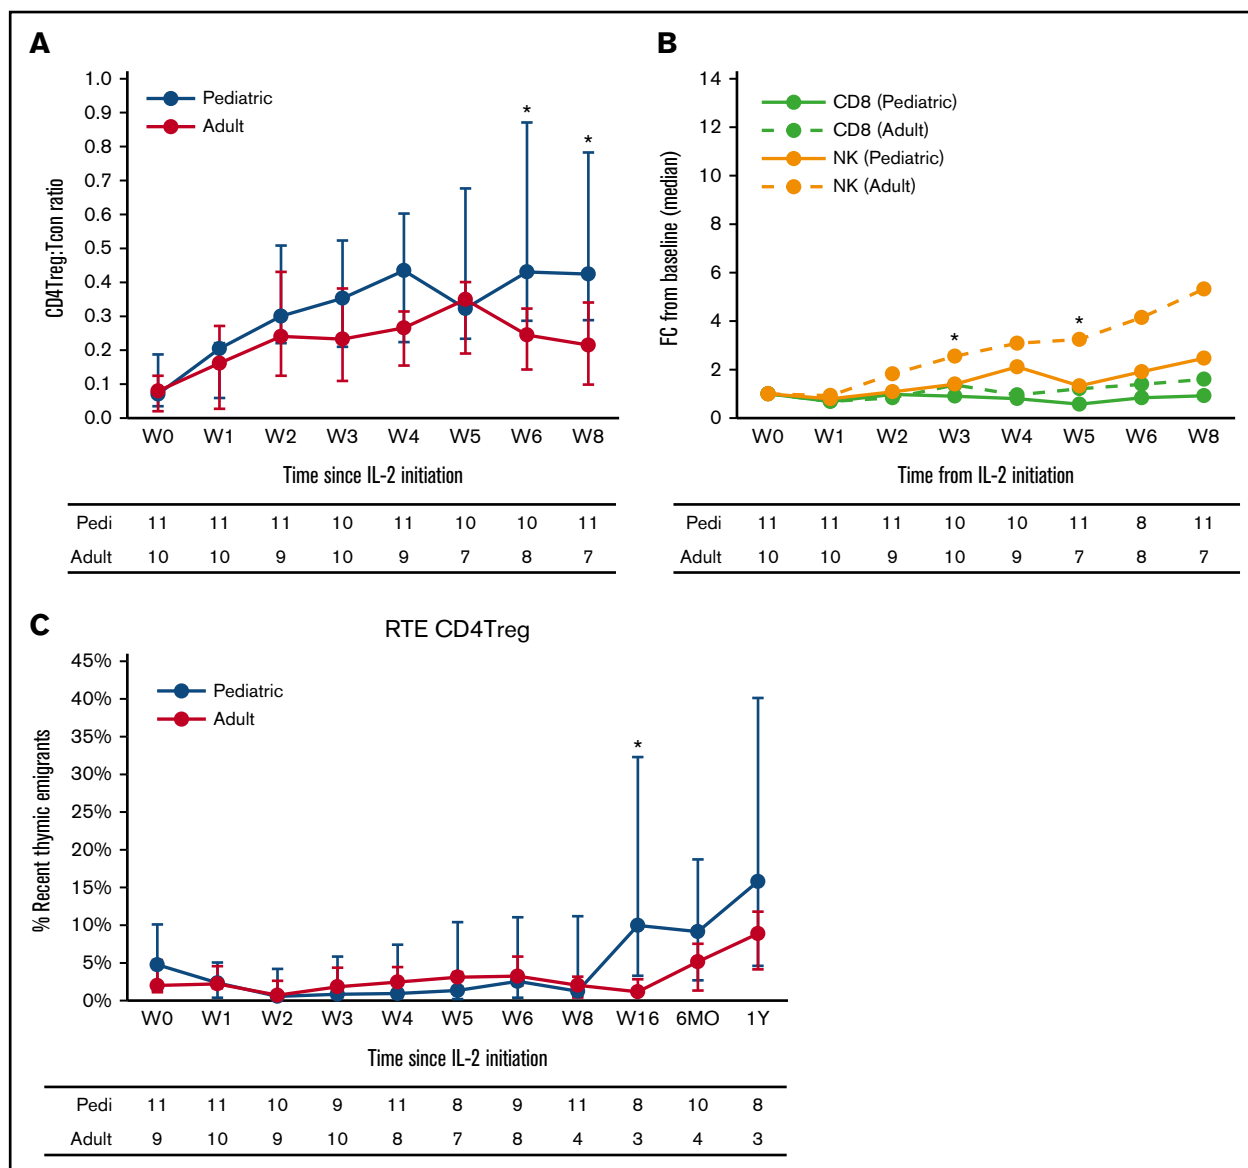 A
CD4Treg:Tcon ratio
1.0
0.9
0.8
0.7
0.6
0.5
0.4
0.3
0.2
0.1
0.0
Pediatric
Adult
*
*
W0 W1 W2 W3 W4 W5 W6 W8
Time since IL-2 initiation
Pedi 11 11 11 10 11 10 10 11
Adult 10 10 9 10 9 7 8 7
B
FC from baseline (median)
14
12
10
8
6
4
2
0
CD8 (Pediatric)
CD8 (Adult)
NK (Pediatric)
NK (Adult)
*
*
W0 W1 W2 W3 W4 W5 W6 W8
Time from IL-2 initiation
Pedi 11 11 11 10 10 11 8 11
Adult 10 10 9 10 9 7 8 7
C
RTE CD4Treg
% Recent thymic emigrants
45%
40%
35%
30%
25%
20%
15%
10%
5%
0%
Pediatric
Adult
*
W0 W1 W2 W3 W4 W5 W6 W8 W16 6MO 1Y
Time since IL-2 initiation
Pedi 11 11 10 9 11 8 9 11 8 10 8
Adult 9 10 9 10 8 7 8 4 3 4 3